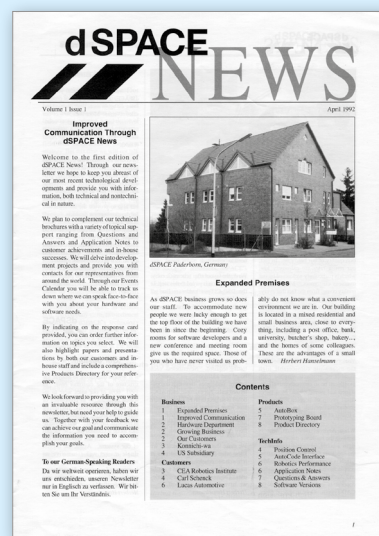 dSPACE
NEWS
Volume 1 Issue 1
April 1992
Improved
Communication Through
dSPACE News
Welcome to the first edition of
dSPACE News! Through our news-
letter we hope to keep you abreast of
our most recent technological devel-
opments and provide you with infor-
mation, both technical and nontechni-
cal in nature.
We plan to complement our technical
brochures with a variety of topical sup-
port ranging from Questions and
Answers and Application Notes to
customer achievements and in-house
successes. We will delve into develop-
ment projects and provide you with
contacts for our representatives from
around the world. Through our Events
Calendar you will be able to track us
down where we can speak face-to-face
with you about your hardware and
software needs.
By indicating on the response card
provided, you can order further infor-
mation on topics you select. We will
also highlight papers and presenta-
tions by both our customers and in-
house staff and include a comprehens-
ive Products Directory for your refer-
ence.
We look forward to providing you with
an invaluable resource through this
newsletter, but need your help to guide
us. Together with your feedback we
can achieve our goal and communicate
the information you need to accom-
plish your goals.
To our German-Speaking Readers
Da wir weltweit operieren, haben wir
uns entschieden, unseren Newsletter
nur in Englisch zu verfassen. Wir bit-
ten Sie um Ihr Verständnis.
dSPACE Paderborn, Germany
Expanded Premises
As dSPACE business grows so does
our staff. To accommodate new
people we were lucky enough to get
the top floor of the building we have
been in since the beginning. Cozy
rooms for software developers and a
new conference and meeting room
give us the required space. Those of
you who have never visited us prob-
ably do not know what a convenient
environment we are in. Our building
is located in a mixed residential and
small business area, close to every-
thing, including a post office, bank,
university, butcher's shop, bakery...,
and the homes of some colleagues.
These are the advantages of a small
town. Herbert Hanselmann
Contents
Business
1 Expanded Premises
1 Improved Communication
2 Hardware Department
2 Growing Business
2 Our Customers
3 Konnichi-wa
4 US Subsidiary
Customers
3 CEA Robotics Institute
4 Carl Schenck
6 Lucas Automotive
Products
5 AutoBox
7 Prototyping Board
8 Product Directory
TechInfo
4 Position Control
5 AutoCode Interface
6 Robotics Performance
6 Application Notes
7 Questions & Answers
8 Software Versions
1